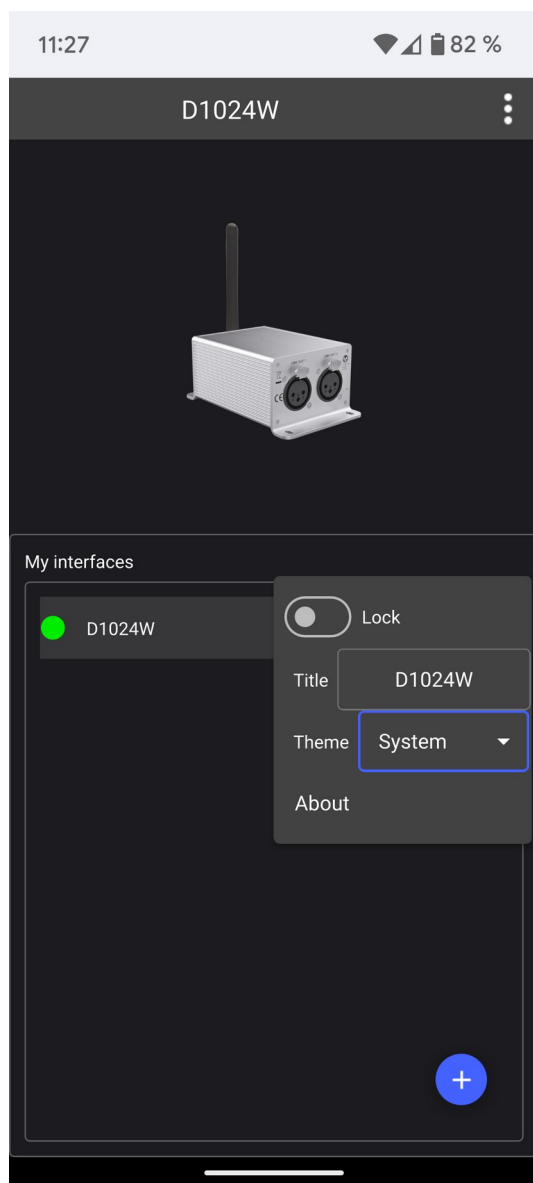 11:27
82 %
D1024W
My interfaces
D1024W
Lock
Title
D1024W
Theme
System
About